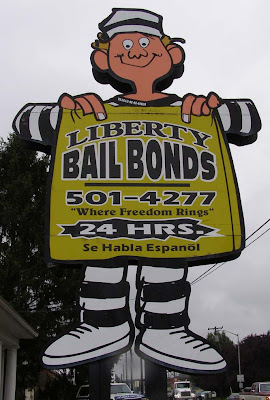 LIBERTY
BAIL BONDS
501-4277
"Where Freedom Rings"
24 HRS.
Se Habla Español